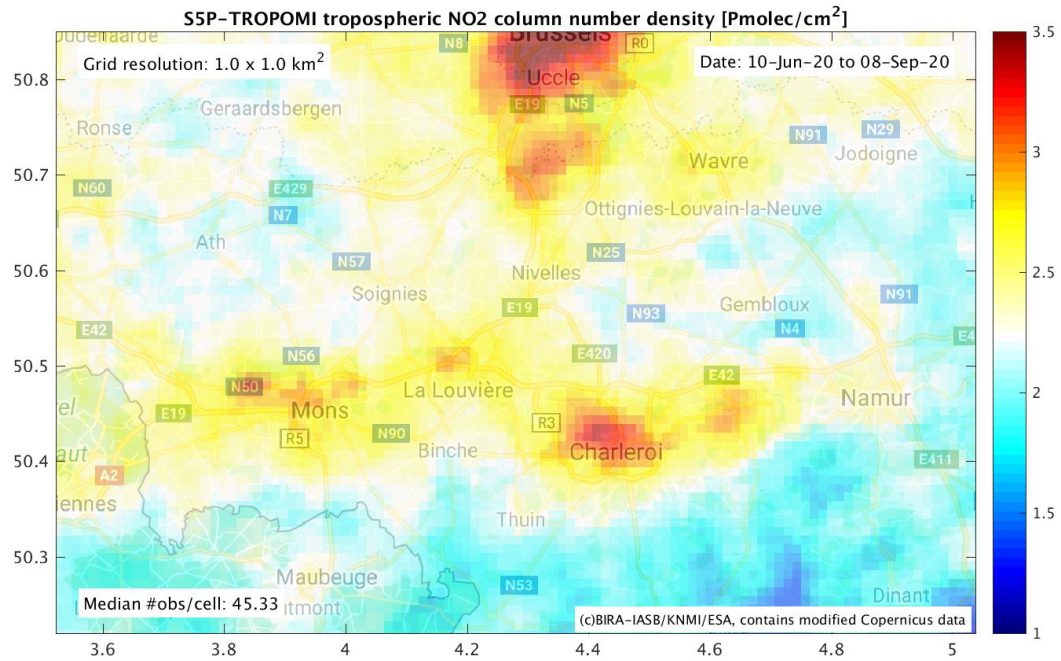 S5P-TROPOMI tropospheric NO2 column number density [Pmolec/cm²]
Grid resolution: 1.0 x 1.0 km²
Date: 10-Jun-20 to 08-Sep-20
N8
Brussels
R0
Uccle
E19
N5
Geraardsbergen
Ronse
N91
N29
Jodoigne
Wavre
N60
E429
N7
Ottignies-Louvain-la-Neuve
Ath
N57
N25
Nivelles
Soignies
N91
Gembloux
E19
N93
N4
E42
N56
E420
E42
N50
La Louvière
Namur
E19
Mons
R3
R5
N90
Binche
Charleroi
E411
A2
Thuin
Maubeuge
N53
Dinant
Median #obs/cell: 45.33
(c)BIRA-IASB/KNMI/ESA, contains modified Copernicus data
50.8
50.7
50.6
50.5
50.4
50.3
3.6
3.8
4
4.2
4.4
4.6
4.8
5
3.5
3
2.5
2
1.5
1